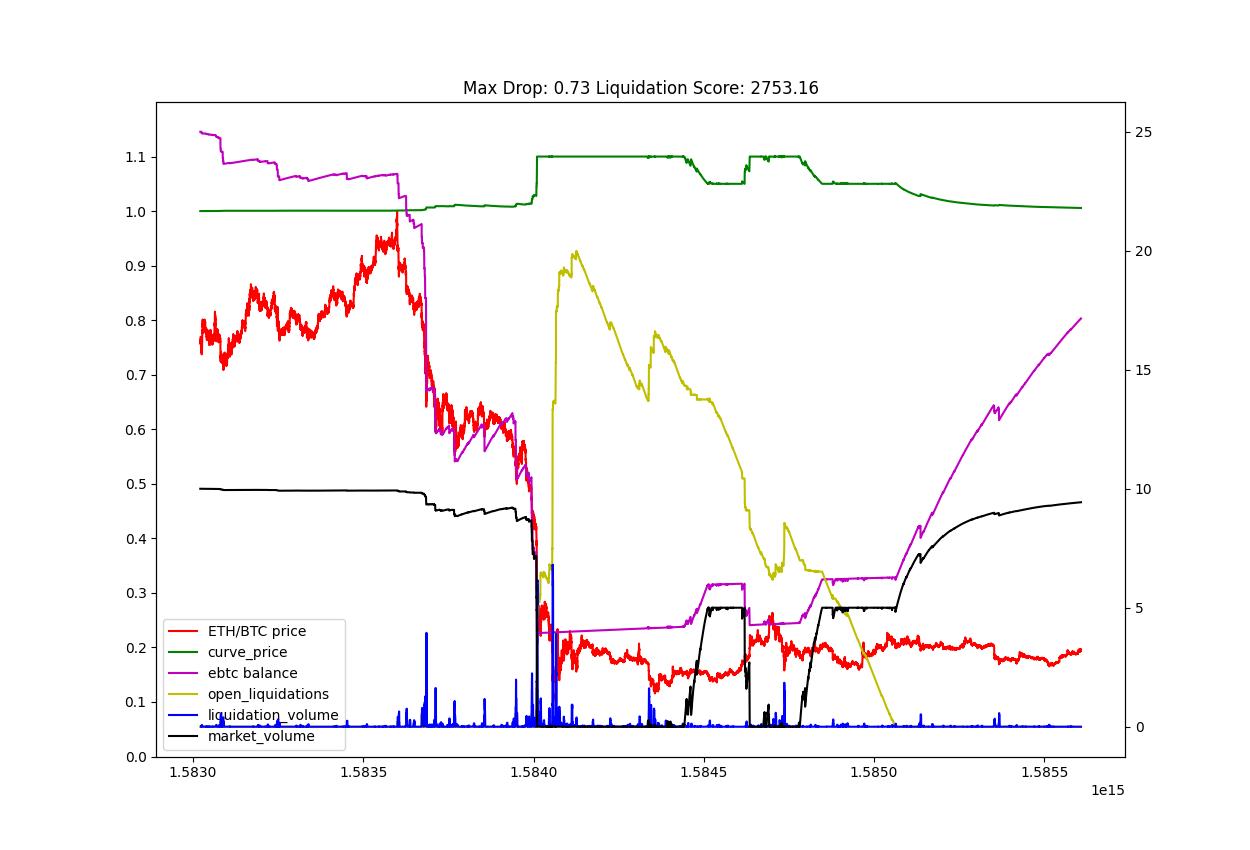 Max Drop: 0.73 Liquidation Score: 2753.16
1.1
1.0
0.9
0.8
0.7
0.6
0.5
0.4
0.3
0.2
0.1
0.0
25
20
15
10
5
0
ETH/BTC price
curve_price
ebtc balance
open_liquidations
liquidation_volume
market_volume
1.5830 1.5835 1.5840 1.5845 1.5850 1.5855
1e15